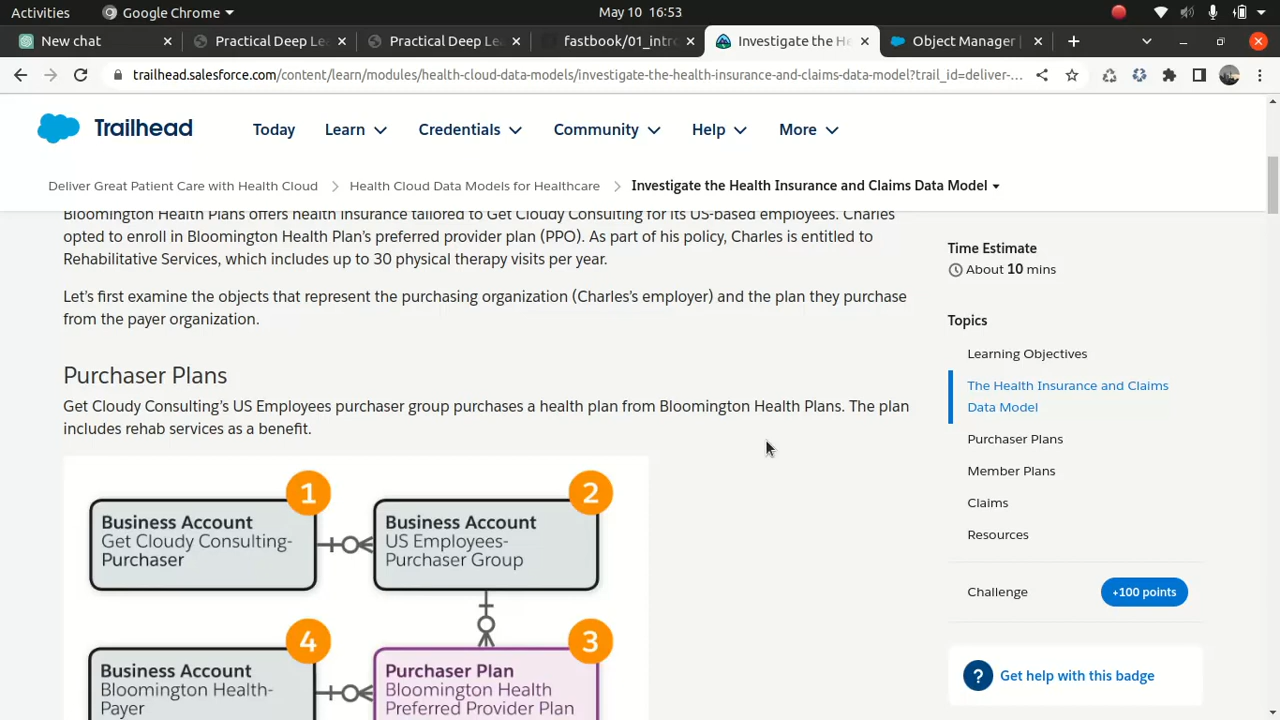 Activities
Google Chrome
May 10 16:53
New chat
Practical Deep Le
Practical Deep Le
fastbook/01_intr
Investigate the He
Object Manager |
trailhead.salesforce.com/content/learn/modules/health-cloud-data-models/investigate-the-health-insurance-and-claims-data-model?trail_id=deliver-...
Trailhead
Today
Learn
Credentials
Community
Help
More
Deliver Great Patient Care with Health Cloud
Health Cloud Data Models for Healthcare
Investigate the Health Insurance and Claims Data Model
Bloomington Health Plans offers health insurance tailored to Get Cloudy Consulting for its US-based employees. Charles
opted to enroll in Bloomington Health Plan's preferred provider plan (PPO). As part of his policy, Charles is entitled to
Rehabilitative Services, which includes up to 30 physical therapy visits per year.
Let's first examine the objects that represent the purchasing organization (Charles's employer) and the plan they purchase
from the payer organization.
Purchaser Plans
Get Cloudy Consulting's US Employees purchaser group purchases a health plan from Bloomington Health Plans. The plan
includes rehab services as a benefit.
1
Business Account
Get Cloudy Consulting-
Purchaser
2
Business Account
US Employees-
Purchaser Group
4
Business Account
Bloomington Health-
Payer
3
Purchaser Plan
Bloomington Health
Preferred Provider Plan
Time Estimate
About 10 mins
Topics
Learning Objectives
The Health Insurance and Claims
Data Model
Purchaser Plans
Member Plans
Claims
Resources
Challenge
+100 points
?
Get help with this badge